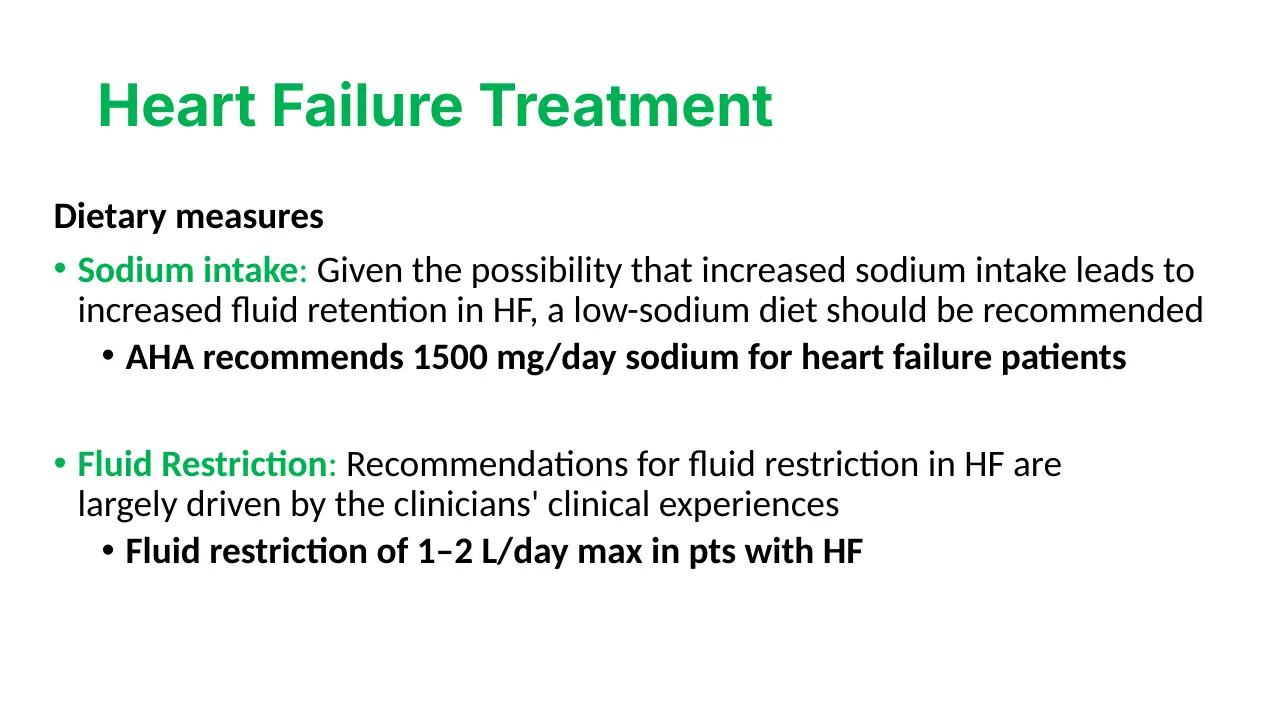 Heart Failure Treatment
Dietary measures
• Sodium intake: Given the possibility that increased sodium intake leads to
increased fluid retention in HF, a low-sodium diet should be recommended
• AHA recommends 1500 mg/day sodium for heart failure patients
• Fluid Restriction: Recommendations for fluid restriction in HF are
largely driven by the clinicians' clinical experiences
• Fluid restriction of 1–2 L/day max in pts with HF